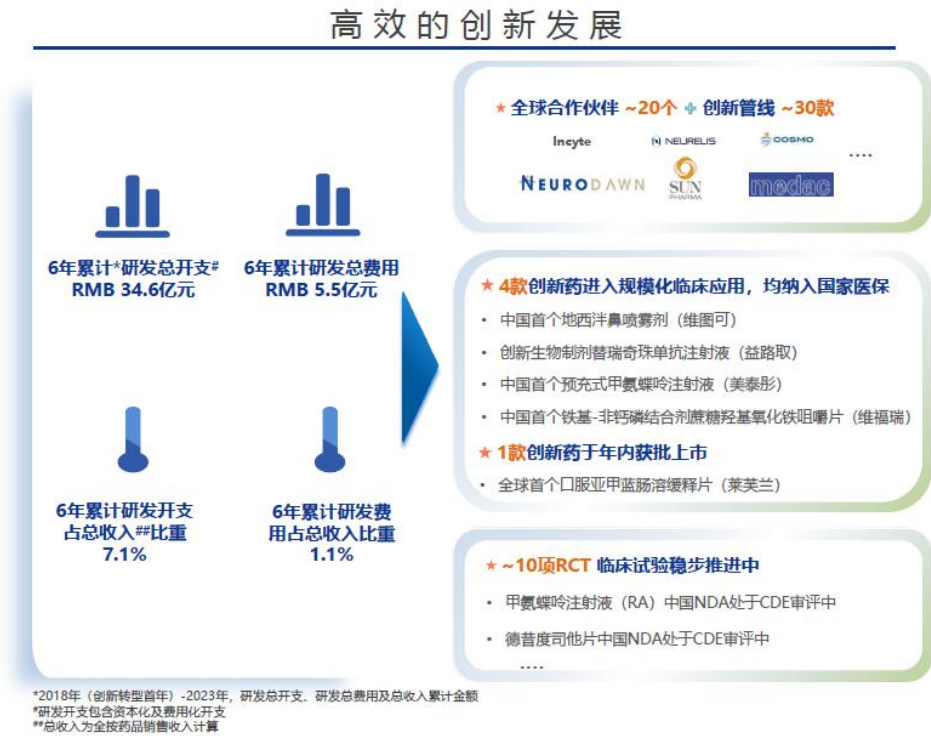 高效的创新发展
6年累计*研发总开支#
RMB 34.6亿元
6年累计研发总费用
RMB 5.5亿元
6年累计研发开支
占总收入##比重
7.1%
6年累计研发费
用占总收入比重
1.1%
★ 全球合作伙伴 ~20个 + 创新管线 ~30款
Incyte
NEURELIS
COSMO
....
NEURODAWN
SUN
PHARMA
medac
★ 4款创新药进入规模化临床应用，均纳入国家医保
• 中国首个地西泮鼻喷雾剂（维图可）
• 创新生物制剂替瑞奇珠单抗注射液（益路取）
• 中国首个预充式甲氨蝶呤注射液（美泰彤）
• 中国首个铁基-非钙磷结合剂蔗糖羟基氧化铁咀嚼片（维福瑞）
★ 1款创新药于年内获批上市
• 全球首个口服亚甲蓝肠溶缓释片（莱芙兰）
★ ~10项RCT 临床试验稳步推进中
• 甲氨蝶呤注射液（RA）中国NDA处于CDE审评中
• 德昔度司他片中国NDA处于CDE审评中
....
*2018年（创新转型首年）-2023年，研发总开支、研发总费用及总收入累计金额
#研发开支包含资本化及费用化开支
##总收入为全按药品销售收入计算